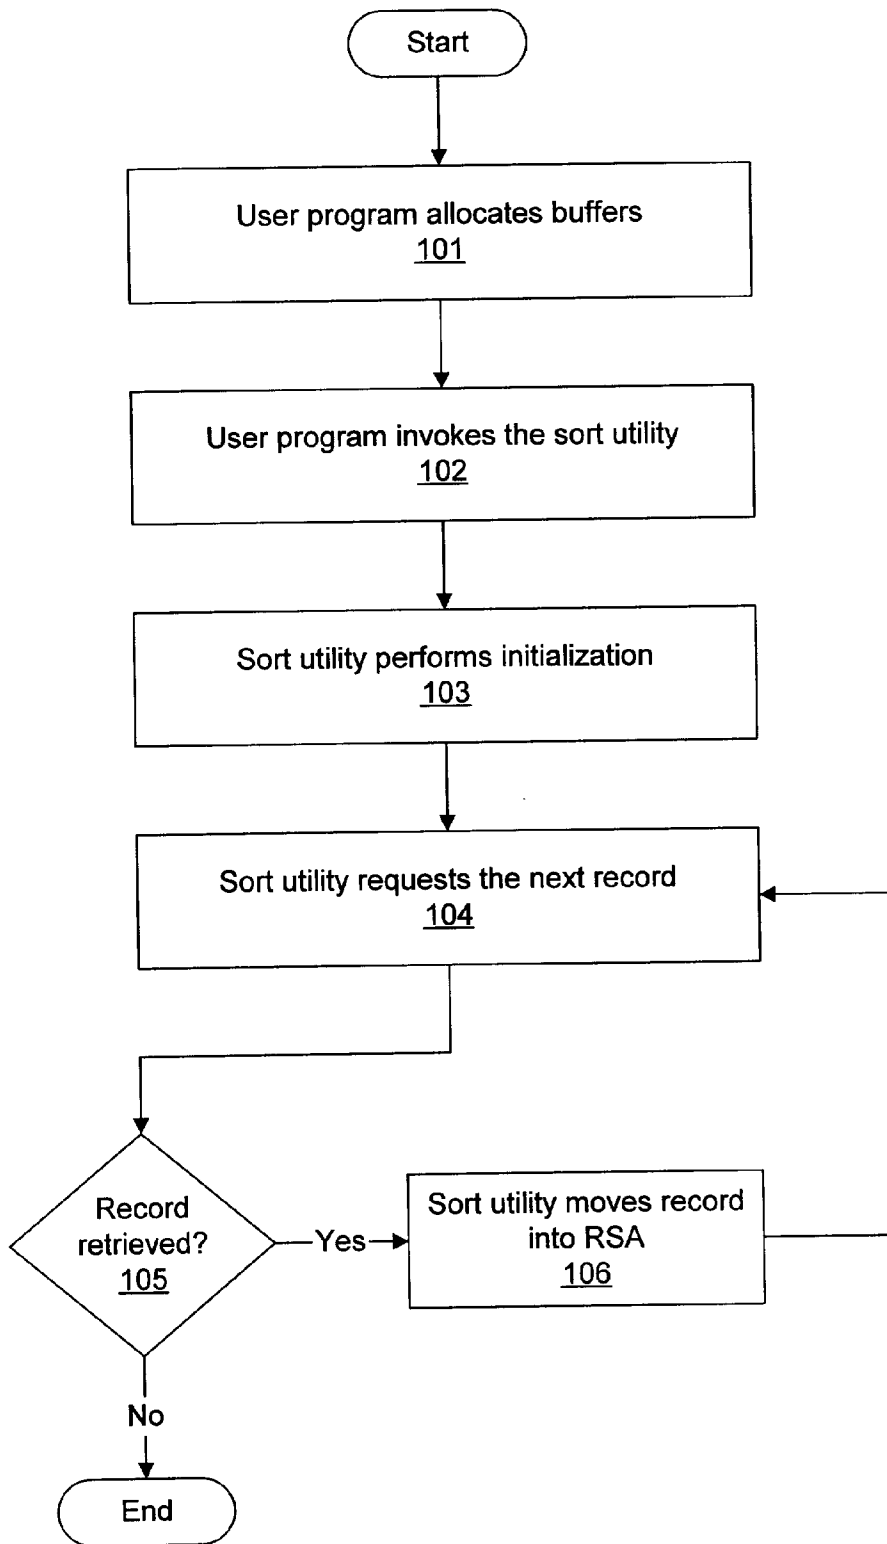 Start
User program allocates buffers
101
User program invokes the sort utility
102
Sort utility performs initialization
103
Sort utility requests the next record
104
Record
retrieved?
105
Yes
Sort utility moves record
into RSA
106
No
End